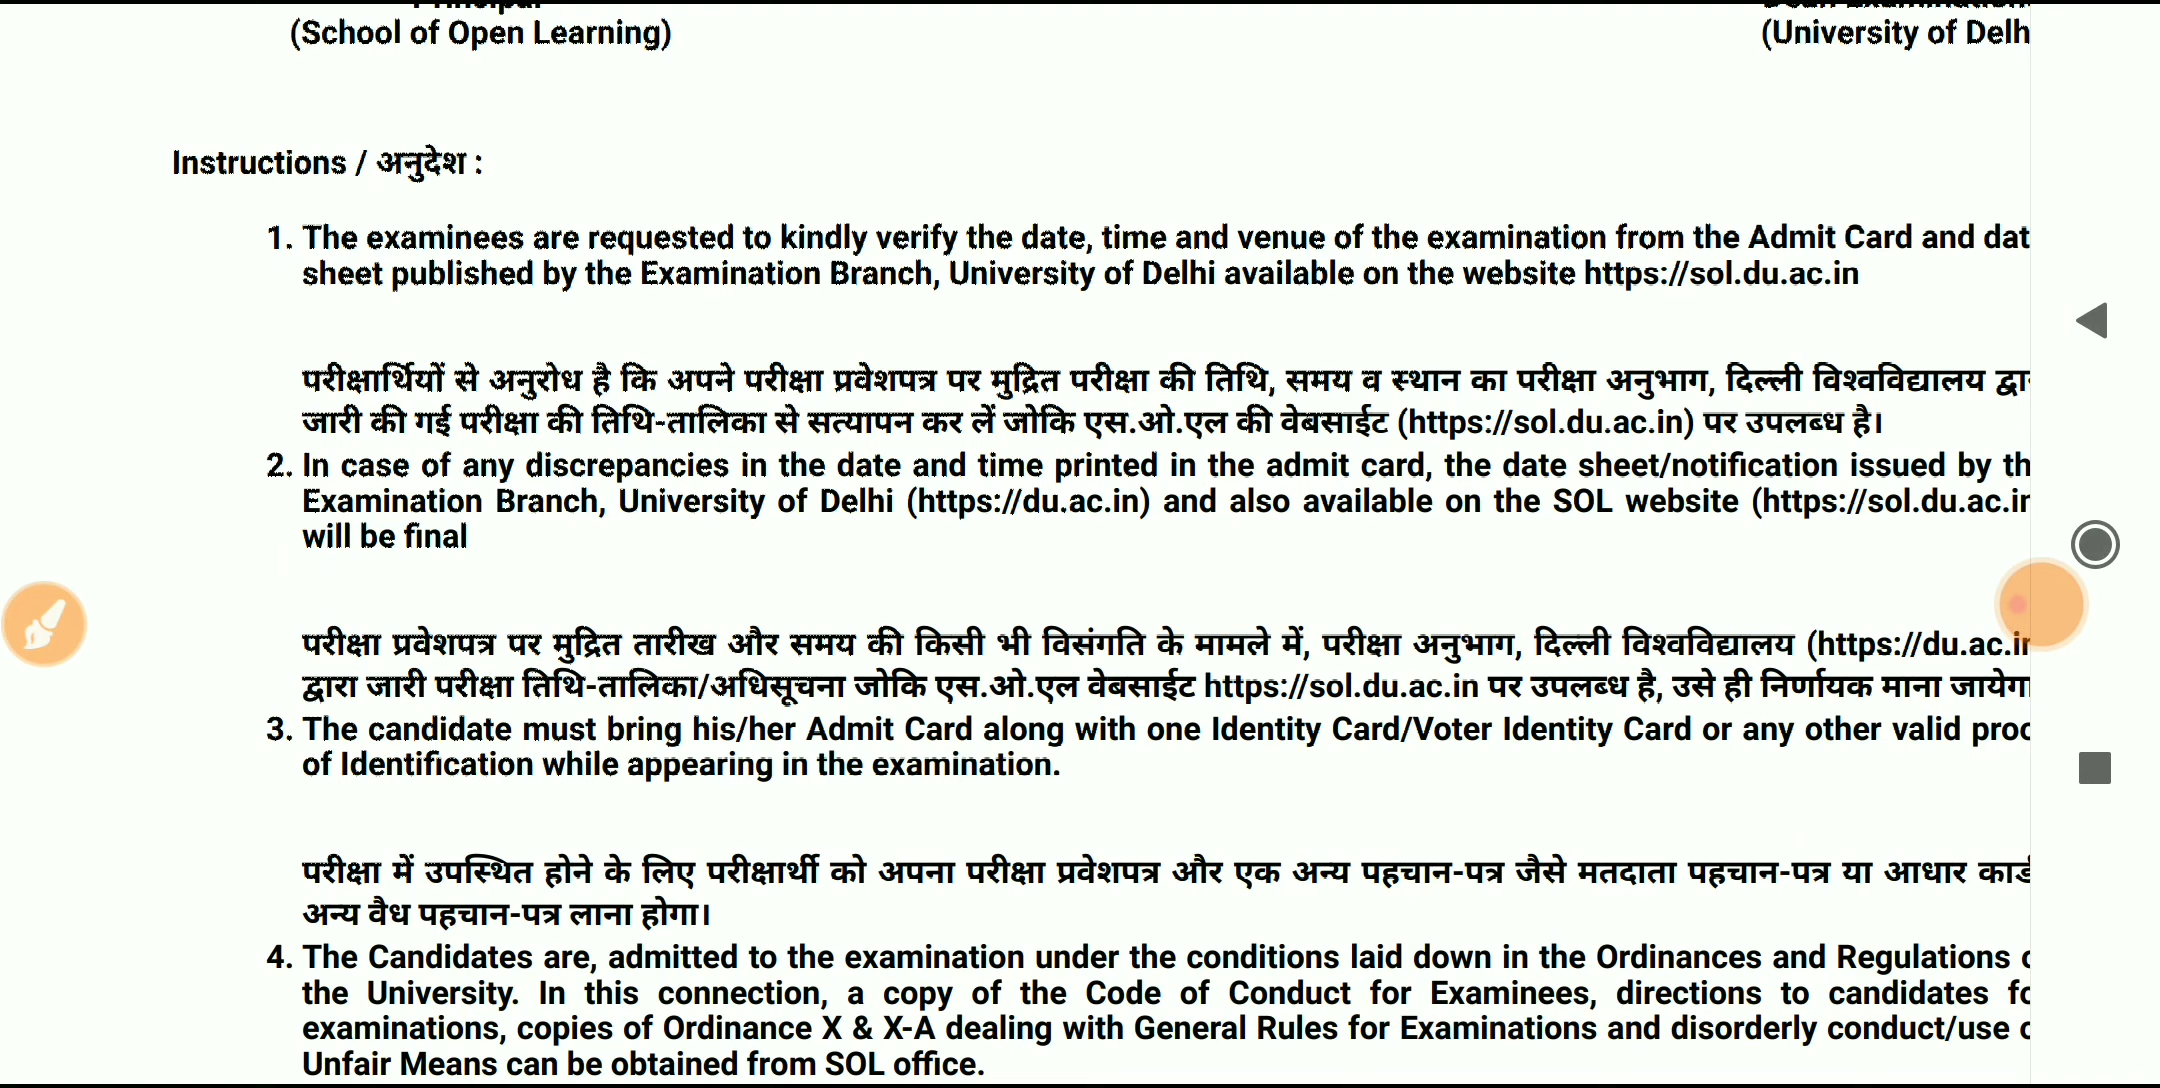 (School of Open Learning)
(University of Delh
Instructions / अनुदेश :
1. The examinees are requested to kindly verify the date, time and venue of the examination from the Admit Card and dat
sheet published by the Examination Branch, University of Delhi available on the website https://sol.du.ac.in
परीक्षार्थियों से अनुरोध है कि अपने परीक्षा प्रवेशपत्र पर मुद्रित परीक्षा की तिथि, समय व स्थान का परीक्षा अनुभाग, दिल्ली विश्वविद्यालय द्वा
जारी की गई परीक्षा की तिथि-तालिका से सत्यापन कर लें जोकि एस.ओ.एल की वेबसाईट (https://sol.du.ac.in) पर उपलब्ध है।
2. In case of any discrepancies in the date and time printed in the admit card, the date sheet/notification issued by th
Examination Branch, University of Delhi (https://du.ac.in) and also available on the SOL website (https://sol.du.ac.in
will be final
परीक्षा प्रवेशपत्र पर मुद्रित तारीख और समय की किसी भी विसंगति के मामले में, परीक्षा अनुभाग, दिल्ली विश्वविद्यालय (https://du.ac.in
द्वारा जारी परीक्षा तिथि-तालिका/अधिसूचना जोकि एस.ओ.एल वेबसाईट https://sol.du.ac.in पर उपलब्ध है, उसे ही निर्णायक माना जायेगा
3. The candidate must bring his/her Admit Card along with one Identity Card/Voter Identity Card or any other valid proo
of Identification while appearing in the examination.
परीक्षा में उपस्थित होने के लिए परीक्षार्थी को अपना परीक्षा प्रवेशपत्र और एक अन्य पहचान-पत्र जैसे मतदाता पहचान-पत्र या आधार कार्ड
अन्य वैध पहचान-पत्र लाना होगा।
4. The Candidates are, admitted to the examination under the conditions laid down in the Ordinances and Regulations o
the University. In this connection, a copy of the Code of Conduct for Examinees, directions to candidates fo
examinations, copies of Ordinance X & X-A dealing with General Rules for Examinations and disorderly conduct/use o
Unfair Means can be obtained from SOL office.